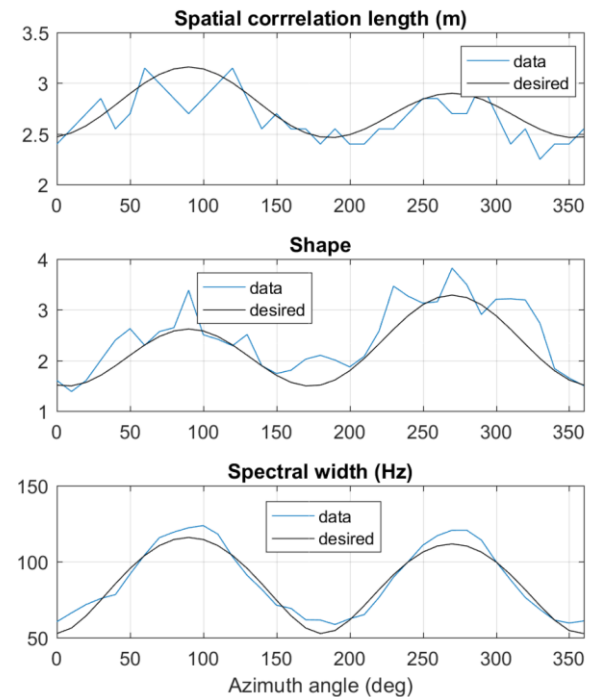 Spatial corrrelation length (m)
3.5
3
2.5
2
data
desired
0 50 100 150 200 250 300 350
Shape
4
3
2
1
data
desired
0 50 100 150 200 250 300 350
Spectral width (Hz)
150
100
50
data
desired
0 50 100 150 200 250 300 350
Azimuth angle (deg)